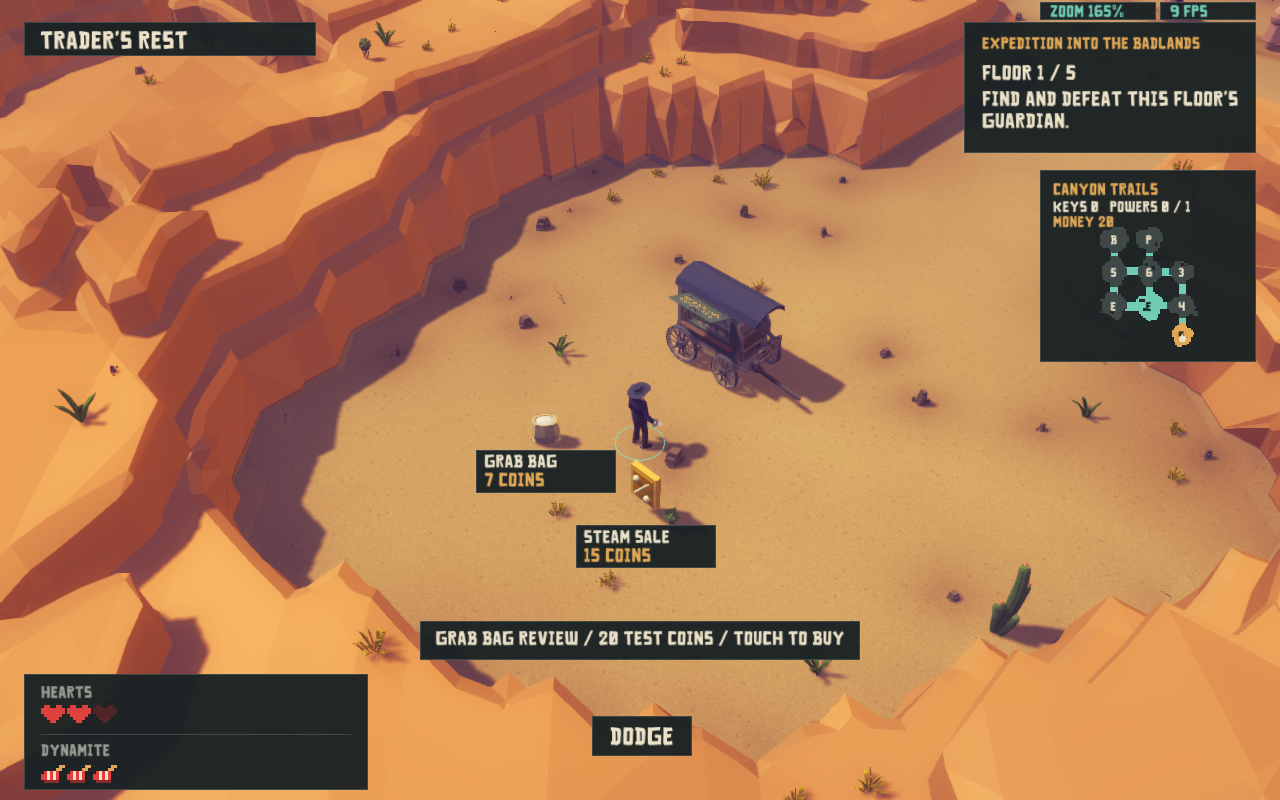 TRADER'S REST
ZOOM 165% 9 FPS
EXPEDITION INTO THE BADLANDS
FLOOR 1 / 5
FIND AND DEFEAT THIS FLOOR'S
GUARDIAN.
CANYON TRAILS
KEYS 0 POWERS 0 / 1
MONEY 20
B P
5 6 3
E E 4
GRAB BAG
7 COINS
STEAM SALE
15 COINS
GRAB BAG REVIEW / 20 TEST COINS / TOUCH TO BUY
HEARTS
DYNAMITE
DODGE